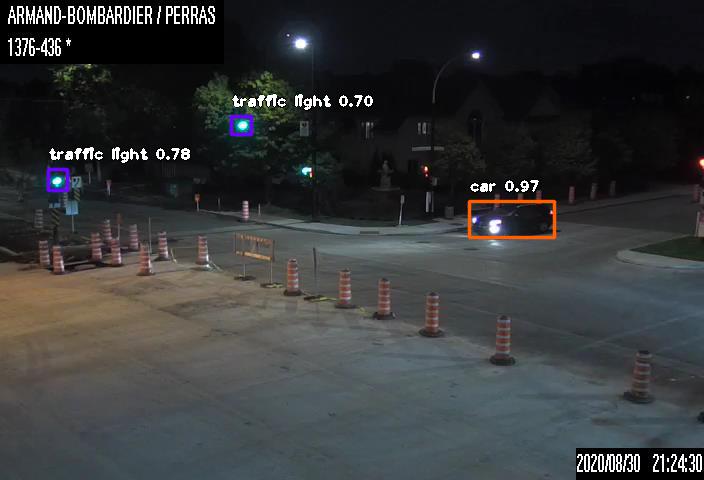 ARMAND-BOMBARDIER / PERRAS
1376-436 *
traffic light 0.70
traffic light 0.78
car 0.97
2020/08/30 21:24:30